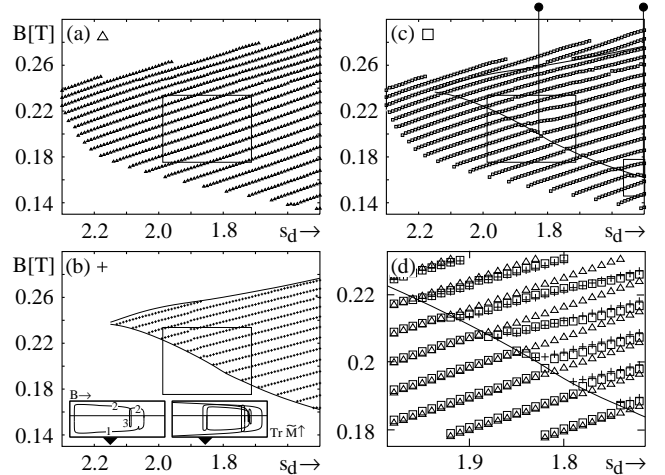 B[T] (a) △ (c) □
0.26 0.26
0.22 0.22
0.18 0.18
0.14 0.14
2.2 2.0 1.8 s_d→ 2.2 2.0 1.8 s_d→
B[T] (b) + (d)
0.26 0.22
0.22 0.2
0.18 0.18
B→
2 2 3 1
Tr M̃↑
0.14
2.2 2.0 1.8 s_d→ 1.9 1.8 s_d→